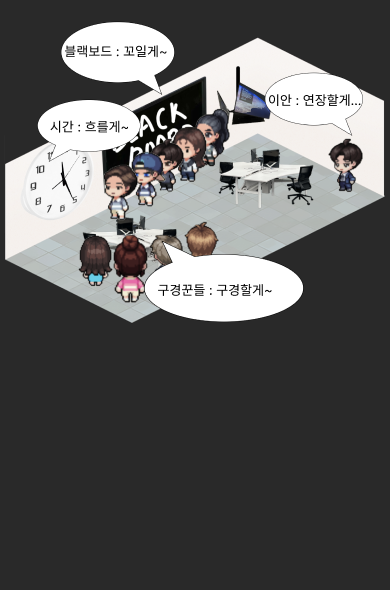 블랙보드 : 꼬일게~
이안 : 연장할게...
시간 : 흐를게~
구경꾼들 : 구경할게~